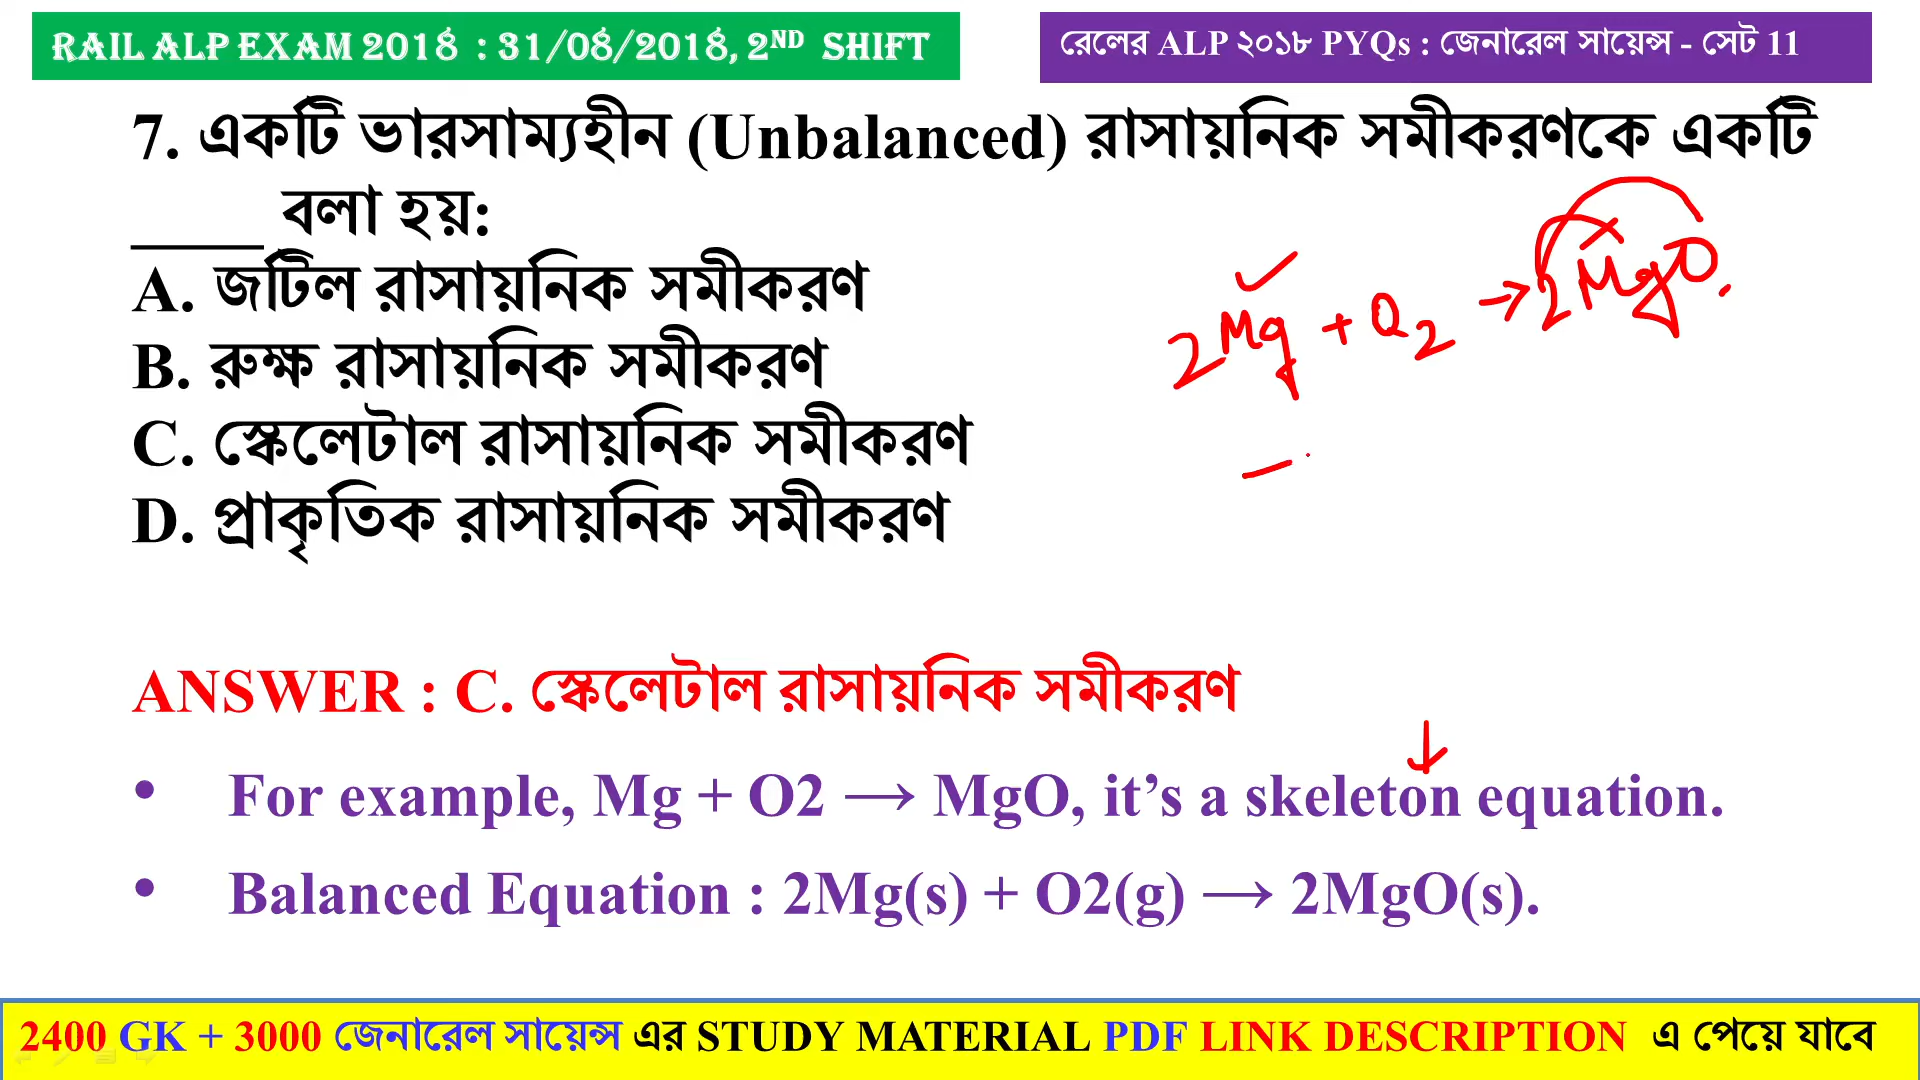 RAIL ALP EXAM 2018 : 31/08/2018, 2ND SHIFT
রেলের ALP ২০১৮ PYQs : জেনারেল সায়েন্স - সেট 11
7. একটি ভারসাম্যহীন (Unbalanced) রাসায়নিক সমীকরণকে একটি
_____ বলা হয়:
A. জটিল রাসায়নিক সমীকরণ
B. রুক্ষ রাসায়নিক সমীকরণ
C. স্কেলেটাল রাসায়নিক সমীকরণ
D. প্রাকৃতিক রাসায়নিক সমীকরণ
2Mg + O2 → 2MgO.
ANSWER : C. স্কেলেটাল রাসায়নিক সমীকরণ
• For example, Mg + O2 → MgO, it’s a skeleton equation.
• Balanced Equation : 2Mg(s) + O2(g) → 2MgO(s).
2400 GK + 3000 জেনারেল সায়েন্স এর STUDY MATERIAL PDF LINK DESCRIPTION এ পেয়ে যাবে